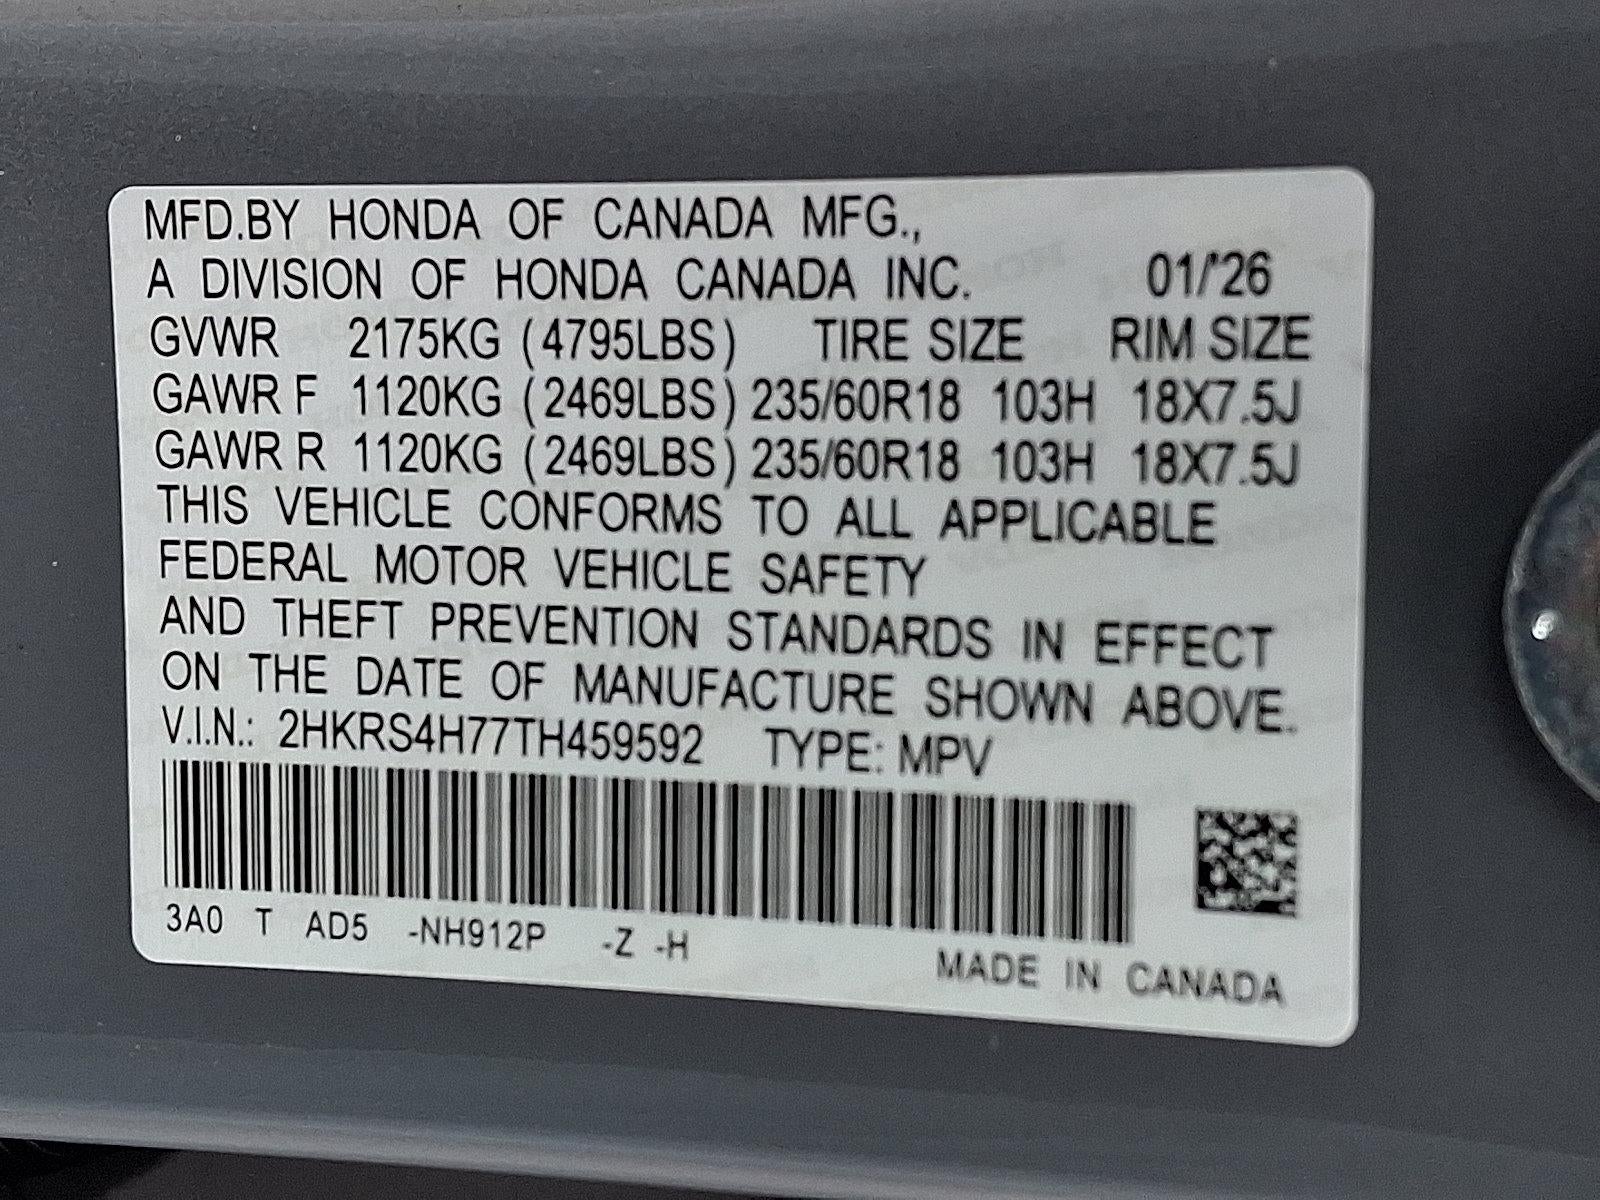 MFD.BY HONDA OF CANADA MFG.,
A DIVISION OF HONDA CANADA INC. 01/'26
GVWR 2175KG (4795LBS) TIRE SIZE RIM SIZE
GAWR F 1120KG (2469LBS) 235/60R18 103H 18X7.5J
GAWR R 1120KG (2469LBS) 235/60R18 103H 18X7.5J
THIS VEHICLE CONFORMS TO ALL APPLICABLE
FEDERAL MOTOR VEHICLE SAFETY
AND THEFT PREVENTION STANDARDS IN EFFECT
ON THE DATE OF MANUFACTURE SHOWN ABOVE.
V.I.N.: 2HKRS4H77TH459592 TYPE: MPV
3A0 T AD5 -NH912P -Z -H
MADE IN CANADA